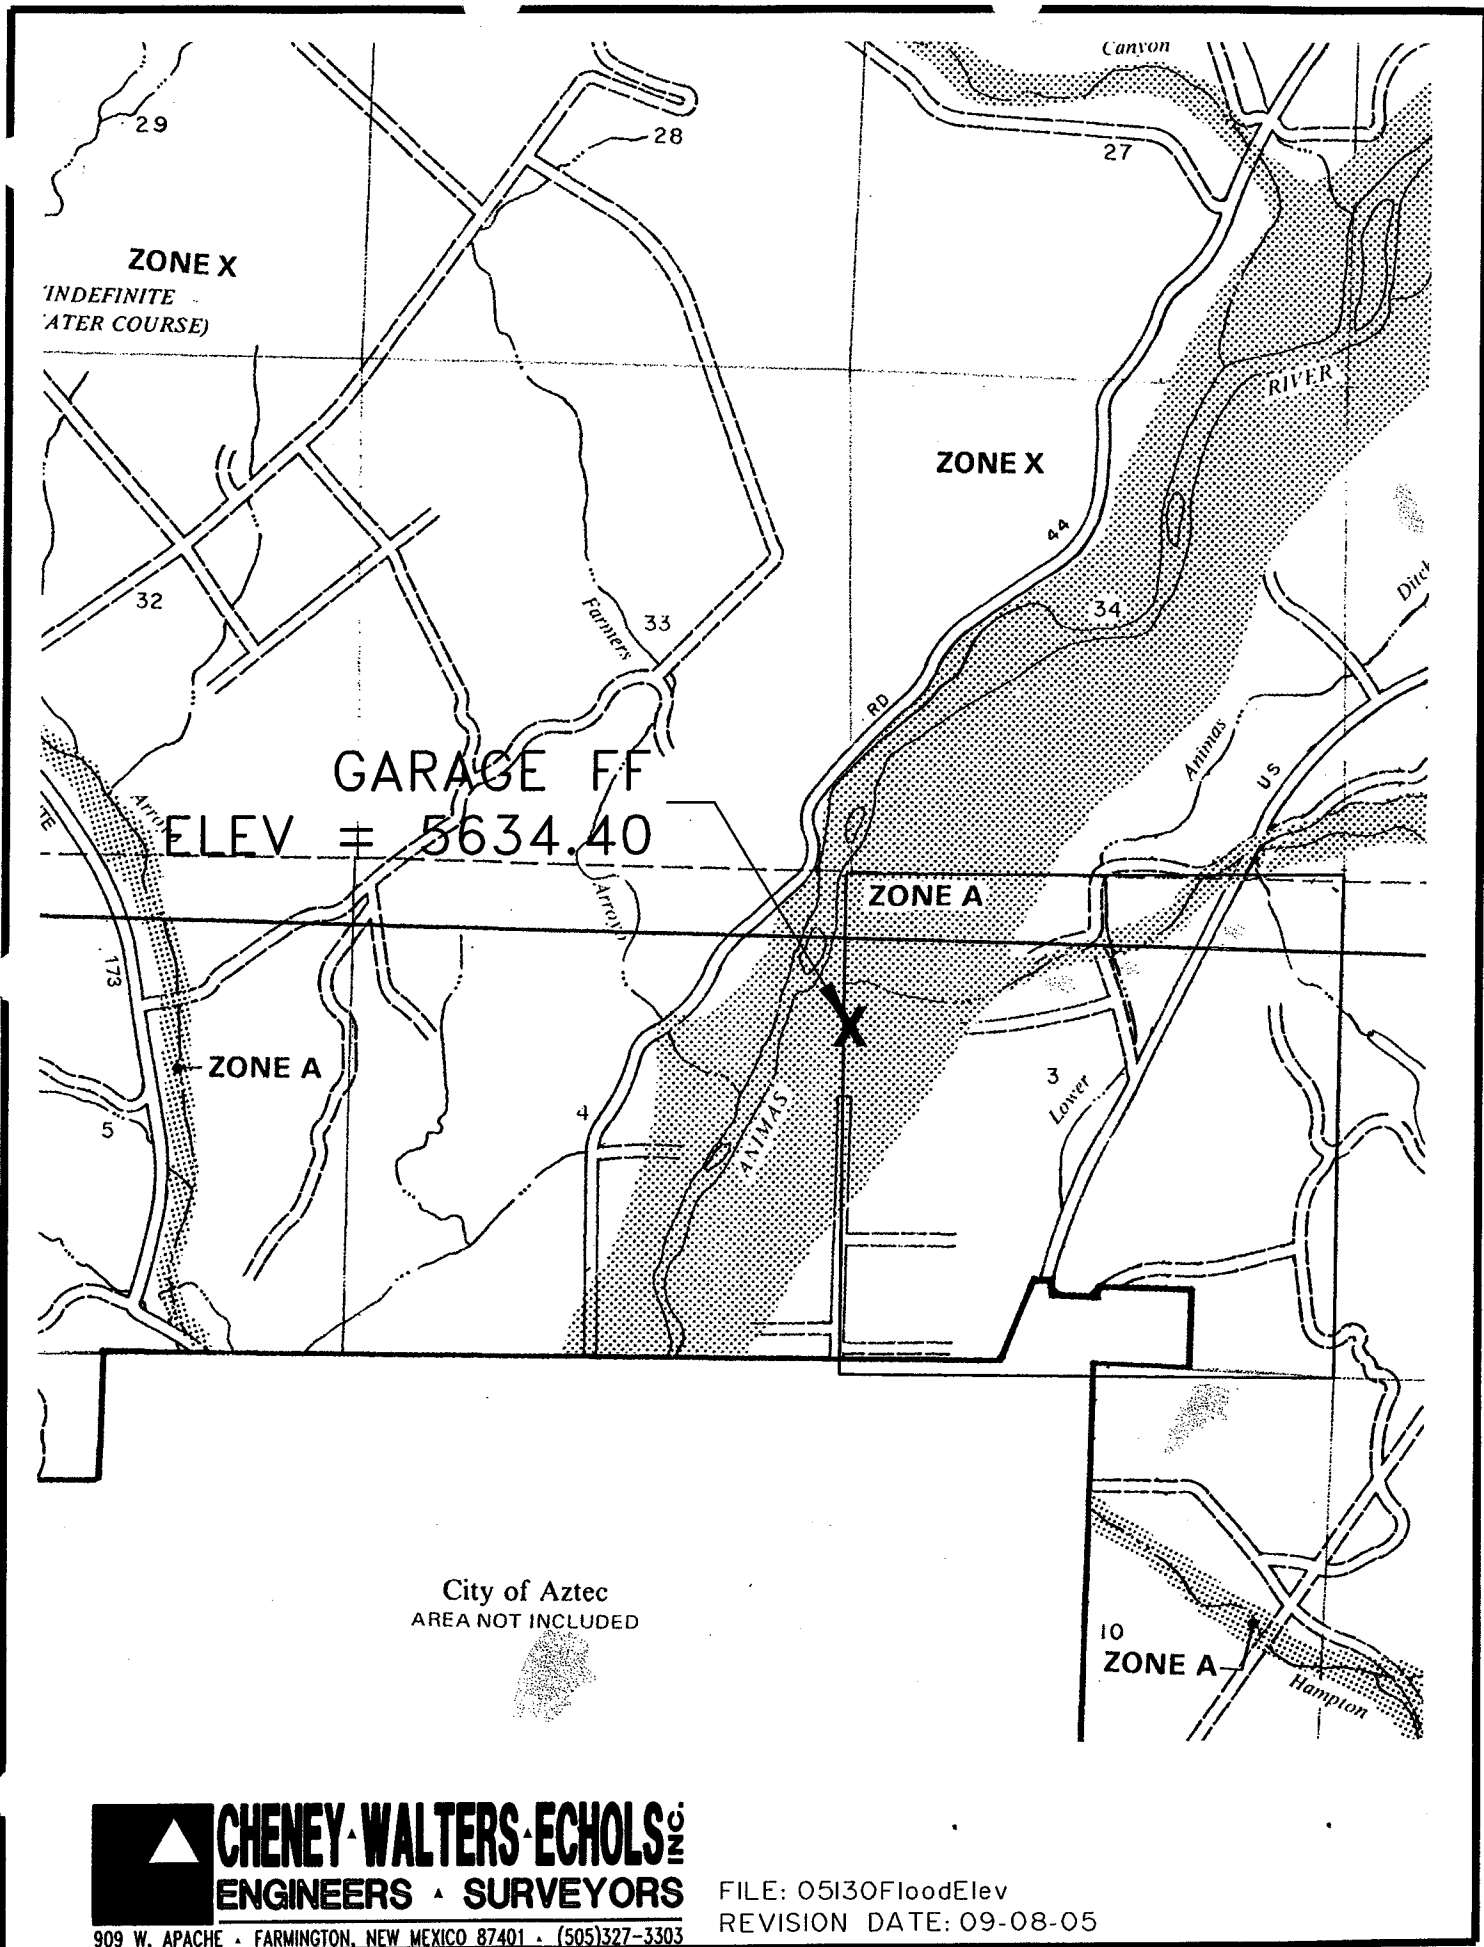 Canyon
29
28
27
ZONE X
INDEFINITE
ATER COURSE)
RIVER
ZONE X
44
32
Farmers
33
34
Ditch
RD
Animas
US
GARAGE FF
ELEV = 5634.40
Arroyo
ZONE A
173
ZONE A
3
Lower
4
5
ANIMAS
City of Aztec
AREA NOT INCLUDED
10
ZONE A
Hampton
CHENEY·WALTERS·ECHOLS INC.
ENGINEERS · SURVEYORS
909 W. APACHE · FARMINGTON, NEW MEXICO 87401 · (505)327-3303
FILE: 05130FloodElev
REVISION DATE: 09-08-05